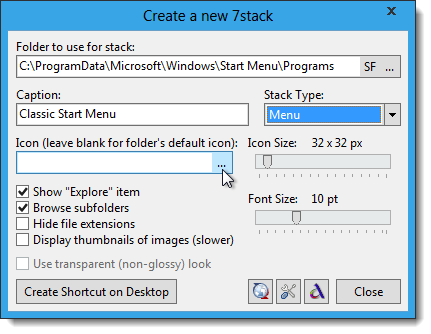 Create a new 7stack
Folder to use for stack:
C:\ProgramData\Microsoft\Windows\Start Menu\Programs SF ...
Caption: Stack Type:
Classic Start Menu Menu
Icon (leave blank for folder's default icon): Icon Size: 32 x 32 px
...
Show "Explore" item
Browse subfolders Font Size: 10 pt
Hide file extensions
Display thumbnails of images (slower)
Use transparent (non-glossy) look
Create Shortcut on Desktop a Close